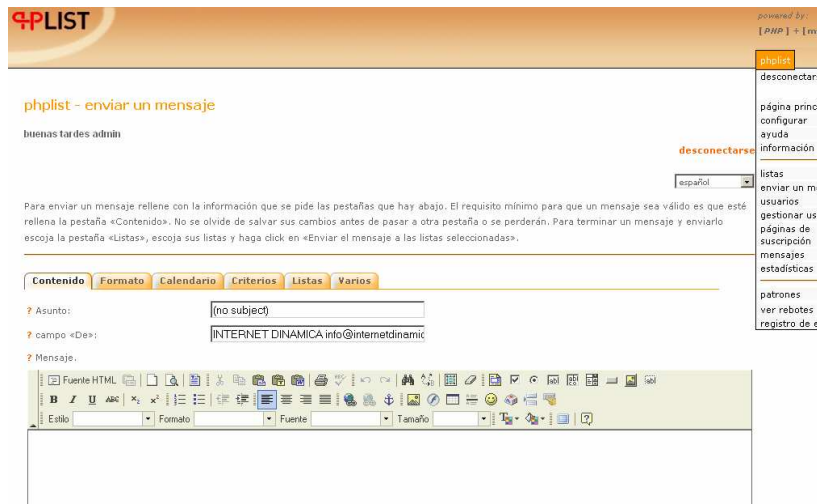 PLIST
powered by:
[ PHP ] + [ m
phplist
desconectar
página princ
configurar
ayuda
información
listas
enviar un m
usuarios
gestionar us
páginas de
suscripción
mensajes
estadísticas
patrones
ver rebotes
registro de e
phplist - enviar un mensaje
buenas tardes admin
desconectarse
español
Para enviar un mensaje rellene con la información que se pide las pestañas que hay abajo. El requisito mínimo para que un mensaje sea válido es que esté
rellena la pestaña «Contenido». No se olvide de salvar sus cambios antes de pasar a otra pestaña o se perderán. Para terminar un mensaje y enviarlo
escoja la pestaña «Listas», escoja sus listas y haga click en «Enviar el mensaje a las listas seleccionadas».
Contenido Formato Calendario Criterios Listas Varios
? Asunto: (no subject)
? campo «De»: INTERNET DINAMICA info@internetdinamic
? Mensaje.
Fuente HTML
B I U ABC x₂ x²
Estilo Formato Fuente Tamaño